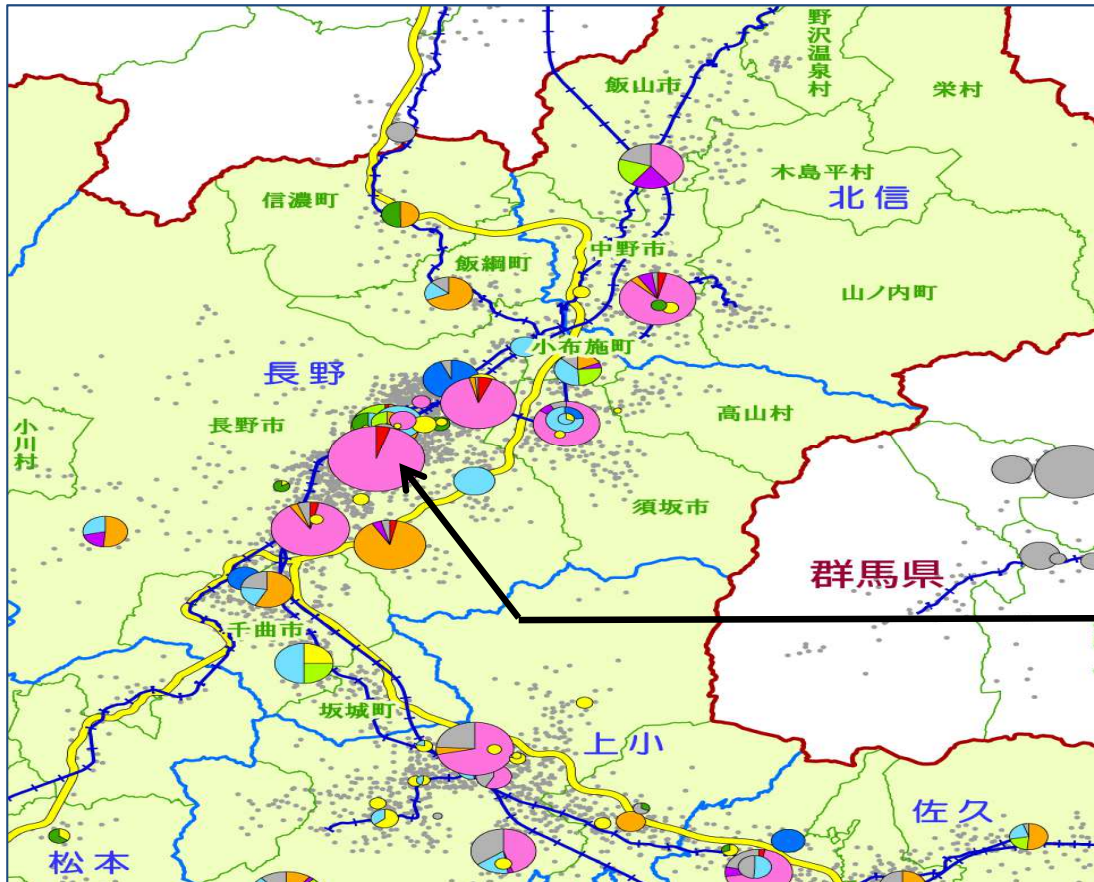 野沢温泉村
飯山市
栄村
木島平村
北信
信濃町
中野市
飯綱町
山ノ内町
小布施町
長野
高山村
長野市
小川村
須坂市
群馬県
千曲市
坂城町
上小
佐久
松本